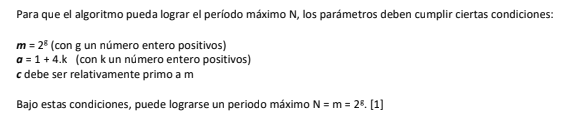 Para que el algoritmo pueda lograr el período máximo N, los parámetros deben cumplir ciertas condiciones:
m = 2ᵍ (con g un número entero positivos)
a = 1 + 4.k (con k un número entero positivos)
c debe ser relativamente primo a m
Bajo estas condiciones, puede lograrse un periodo máximo N = m = 2ᵍ. [1]